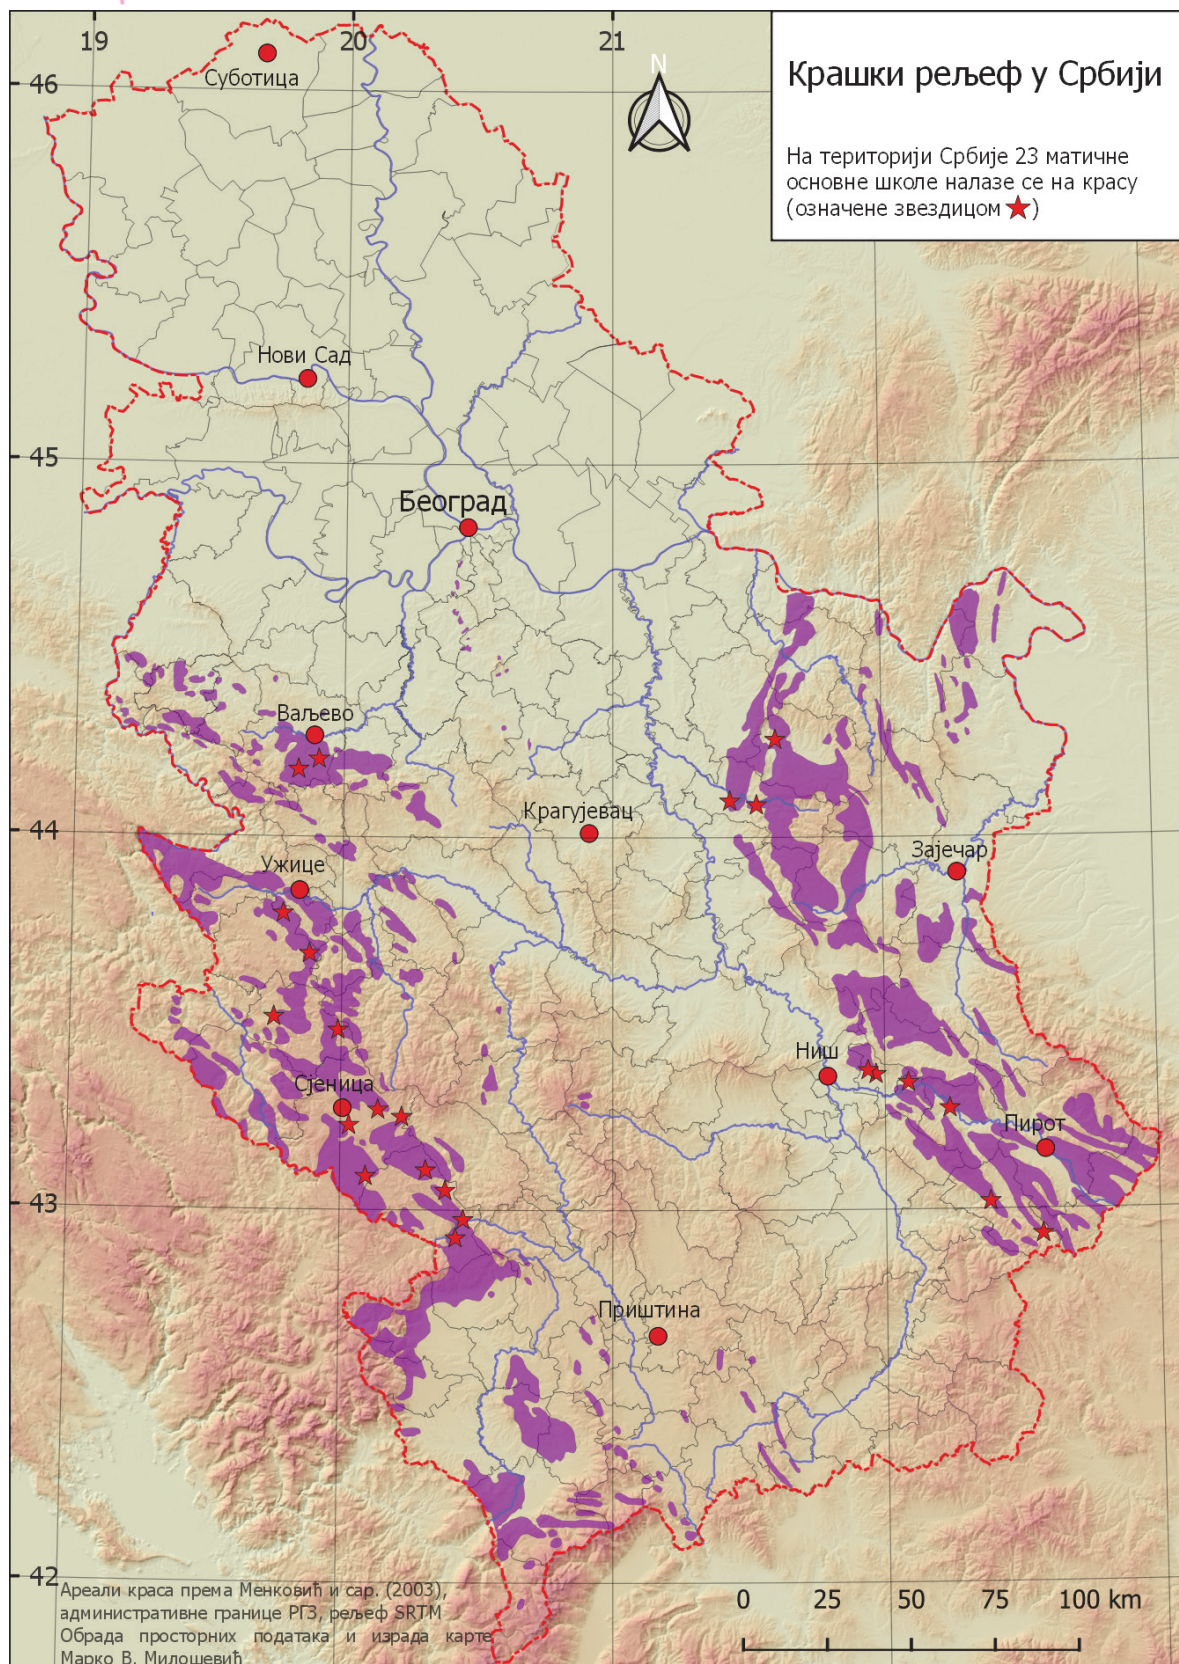 19
20
21
N
Крашки рељеф у Србији
На територији Србије 23 матичне
основне школе налазе се на красу
(означене звездицом ★)
46
Суботица
Нови Сад
45
Београд
Ваљево
44
Крагујевац
Ужице
Зајечар
Ниш
Сјеница
Пирот
43
Приштина
42
Ареали краса према Менковић и сар. (2003),
административне границе РГЗ, рељеф SRTM
Обрада просторних података и израда карте
Марко В. Милошевић
0 25 50 75 100 km